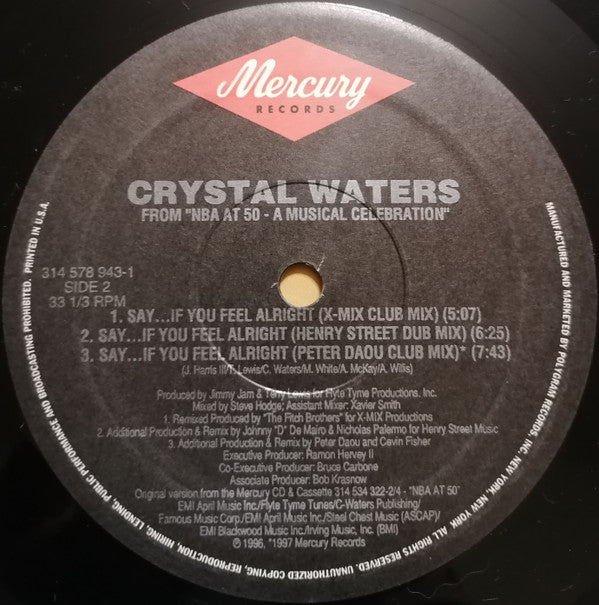 Mercury
RECORDS
CRYSTAL WATERS
FROM "NBA AT 50 - A MUSICAL CELEBRATION"
314 578 943-1
SIDE 2
33 1/3 RPM
1. SAY...IF YOU FEEL ALRIGHT (X-MIX CLUB MIX) (5:07)
2. SAY...IF YOU FEEL ALRIGHT (HENRY STREET DUB MIX) (6:25)
3. SAY...IF YOU FEEL ALRIGHT (PETER DAOU CLUB MIX)* (7:43)
(J. Harris III/T. Lewis/C. Waters/M. White/A. McKay/A. Willis)
Produced by Jimmy Jam & Terry Lewis for Flyte Tyme Productions, Inc.
Mixed by Steve Hodge; Assistant Mixer: Xavier Smith
1. Remixed Produced by "The Fitch Brothers" for X-MIX Productions
2. Additional Production & Remix by Johnny "D" De Mairo & Nicholas Palermo for Henry Street Music
3. Additional Production & Remix by Peter Daou and Cevin Fisher
Executive Producer: Ramon Hervey II
Co-Executive Producer: Bruce Carbone
Associate Producer: Bob Krasnow
Original version from the Mercury CD & Cassette 314 534 322-2/4 - "NBA AT 50"
EMI April Music Inc./Flyte Tyme Tunes/C-Waters Publishing/
Famous Music Corp./EMI April Music Inc./Steel Chest Music (ASCAP)/
EMI Blackwood Music Inc./Irving Music, Inc. (BMI)
℗ 1996, *1997 Mercury Records
MANUFACTURED AND MARKETED BY POLYGRAM RECORDS, INC. NEW YORK, NEW YORK. ALL RIGHTS RESERVED. UNAUTHORIZED COPYING, REPRODUCTION, HIRING, LENDING, PUBLIC PERFORMANCE AND BROADCASTING PROHIBITED. PRINTED IN U.S.A.